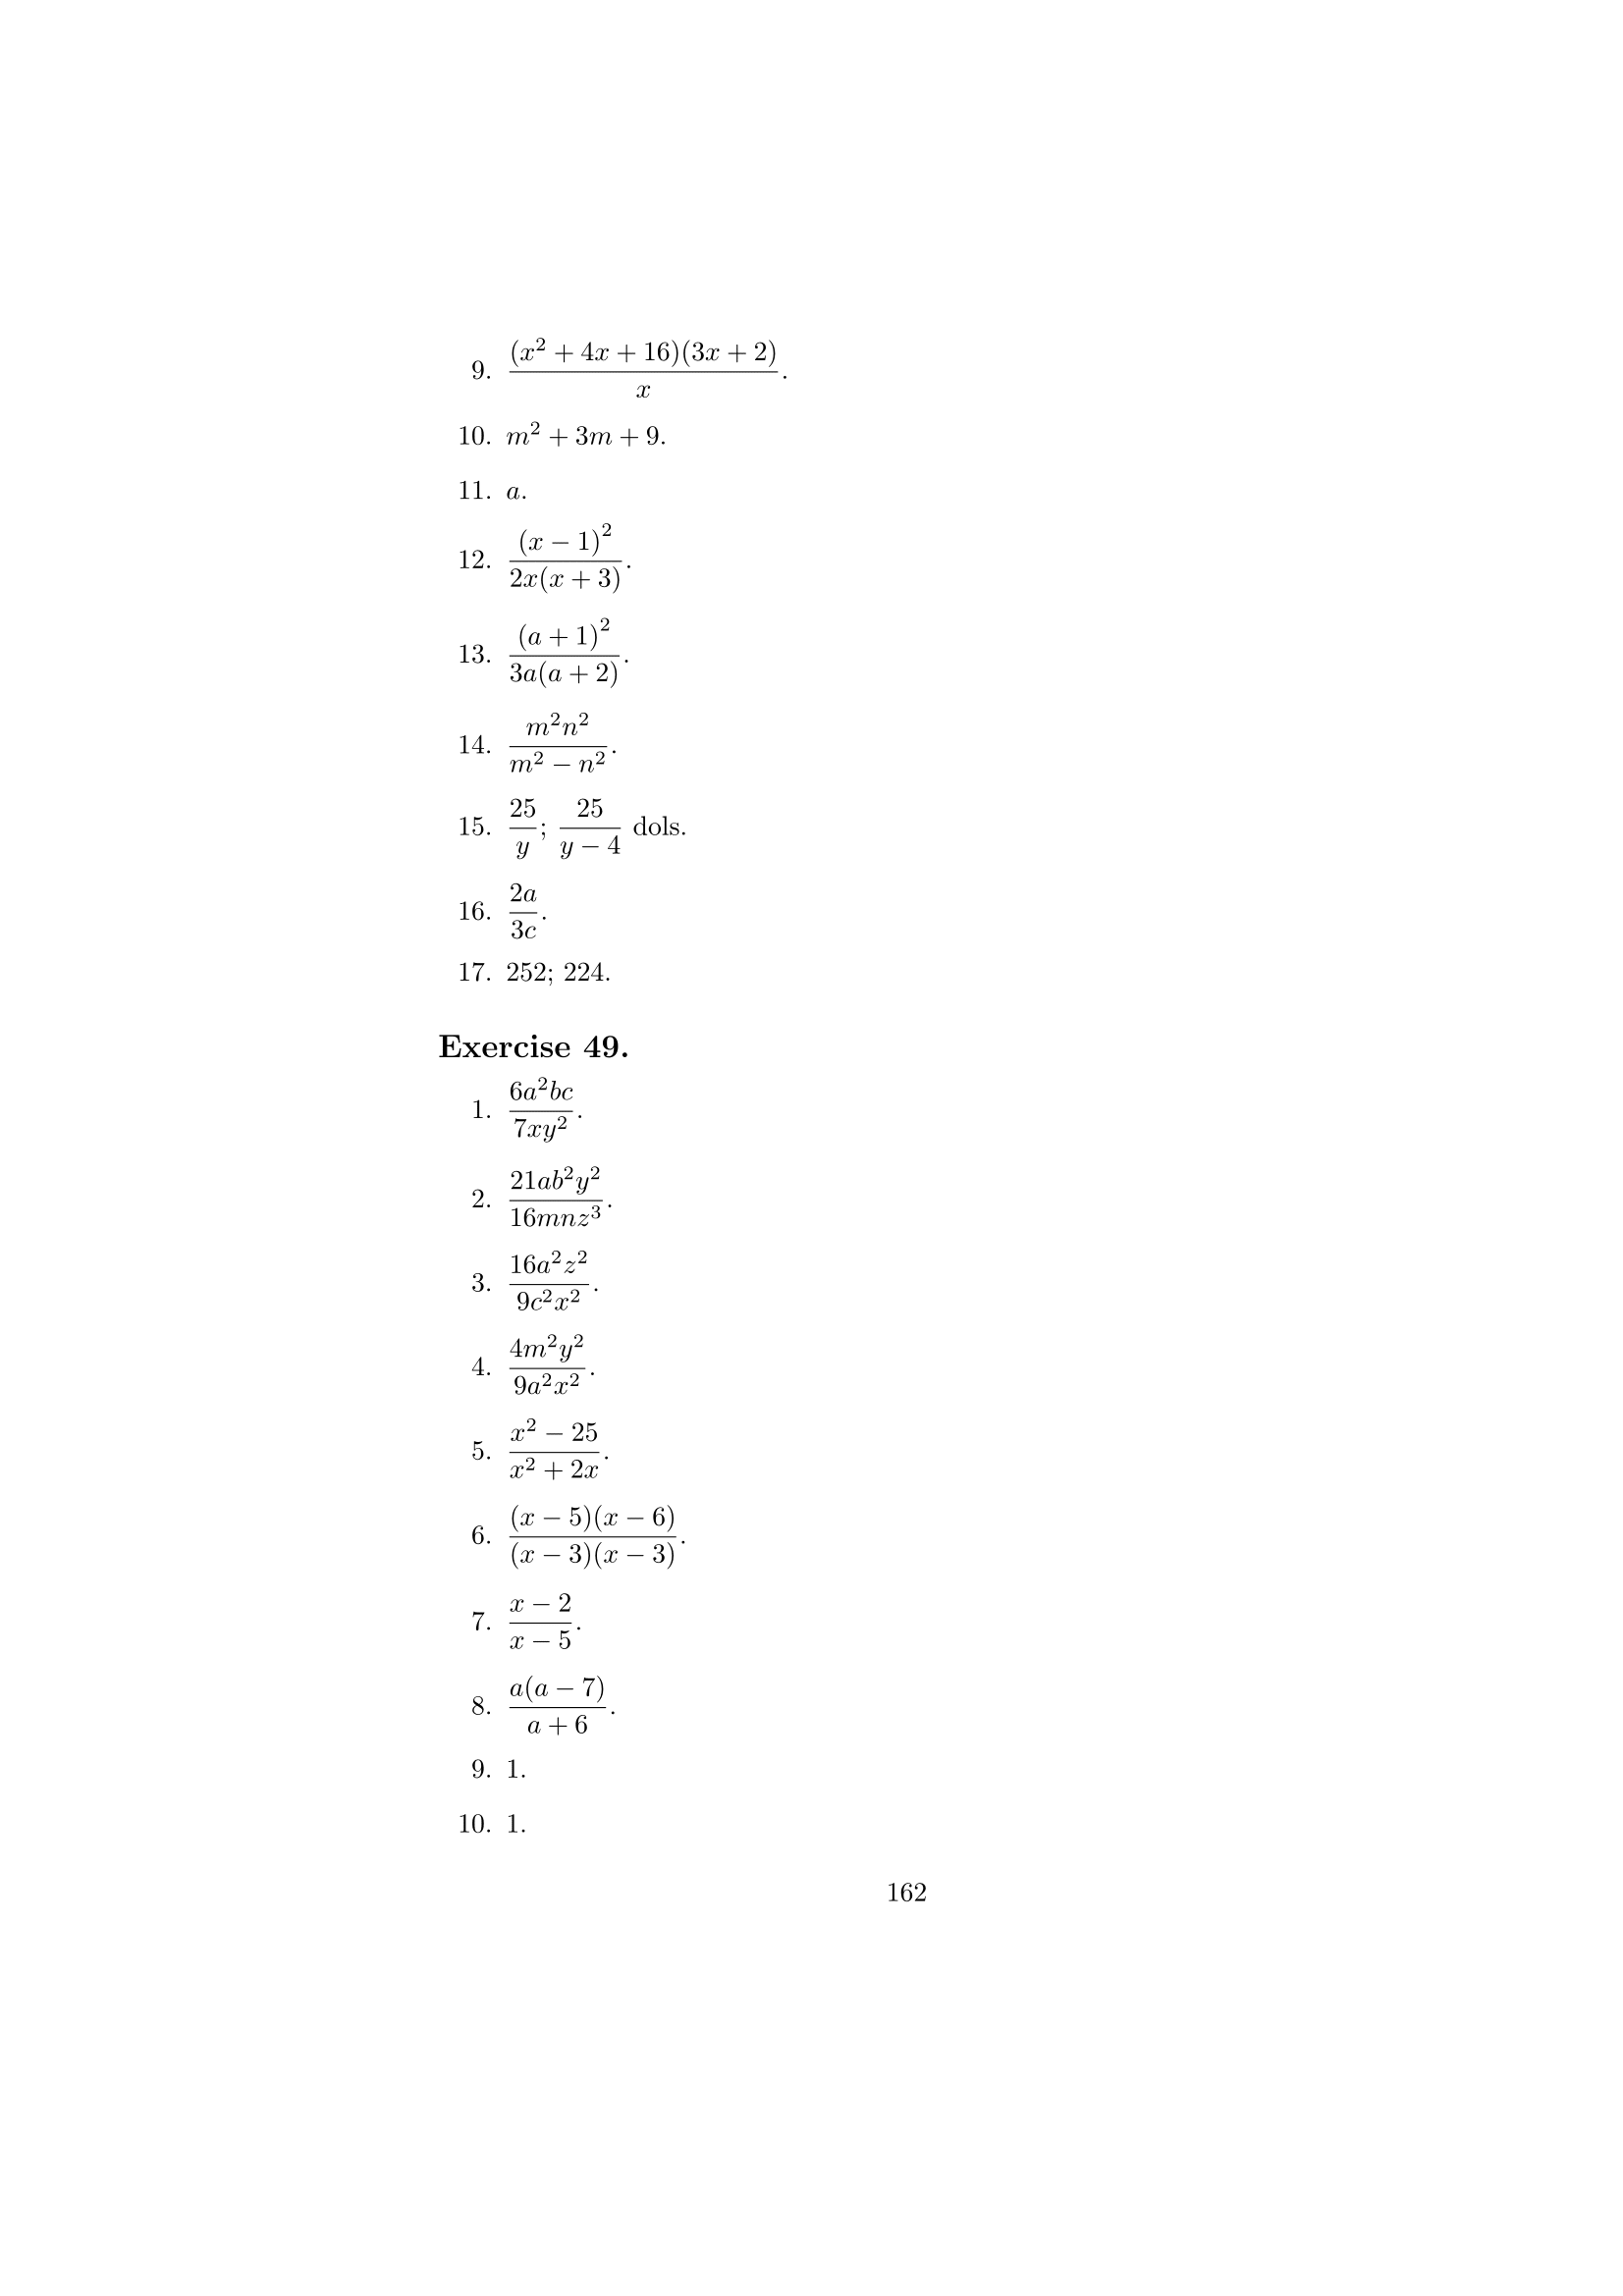 9. \frac{(x^2 + 4x + 16)(3x + 2)}{x}.
10. m^2 + 3m + 9.
11. a.
12. \frac{(x - 1)^2}{2x(x + 3)}.
13. \frac{(a + 1)^2}{3a(a + 2)}.
14. \frac{m^2n^2}{m^2 - n^2}.
15. \frac{25}{y}; \frac{25}{y - 4} dols.
16. \frac{2a}{3c}.
17. 252; 224.
Exercise 49.
1. \frac{6a^2bc}{7xy^2}.
2. \frac{21ab^2y^2}{16mnz^3}.
3. \frac{16a^2z^2}{9c^2x^2}.
4. \frac{4m^2y^2}{9a^2x^2}.
5. \frac{x^2 - 25}{x^2 + 2x}.
6. \frac{(x - 5)(x - 6)}{(x - 3)(x - 3)}.
7. \frac{x - 2}{x - 5}.
8. \frac{a(a - 7)}{a + 6}.
9. 1.
10. 1.
162